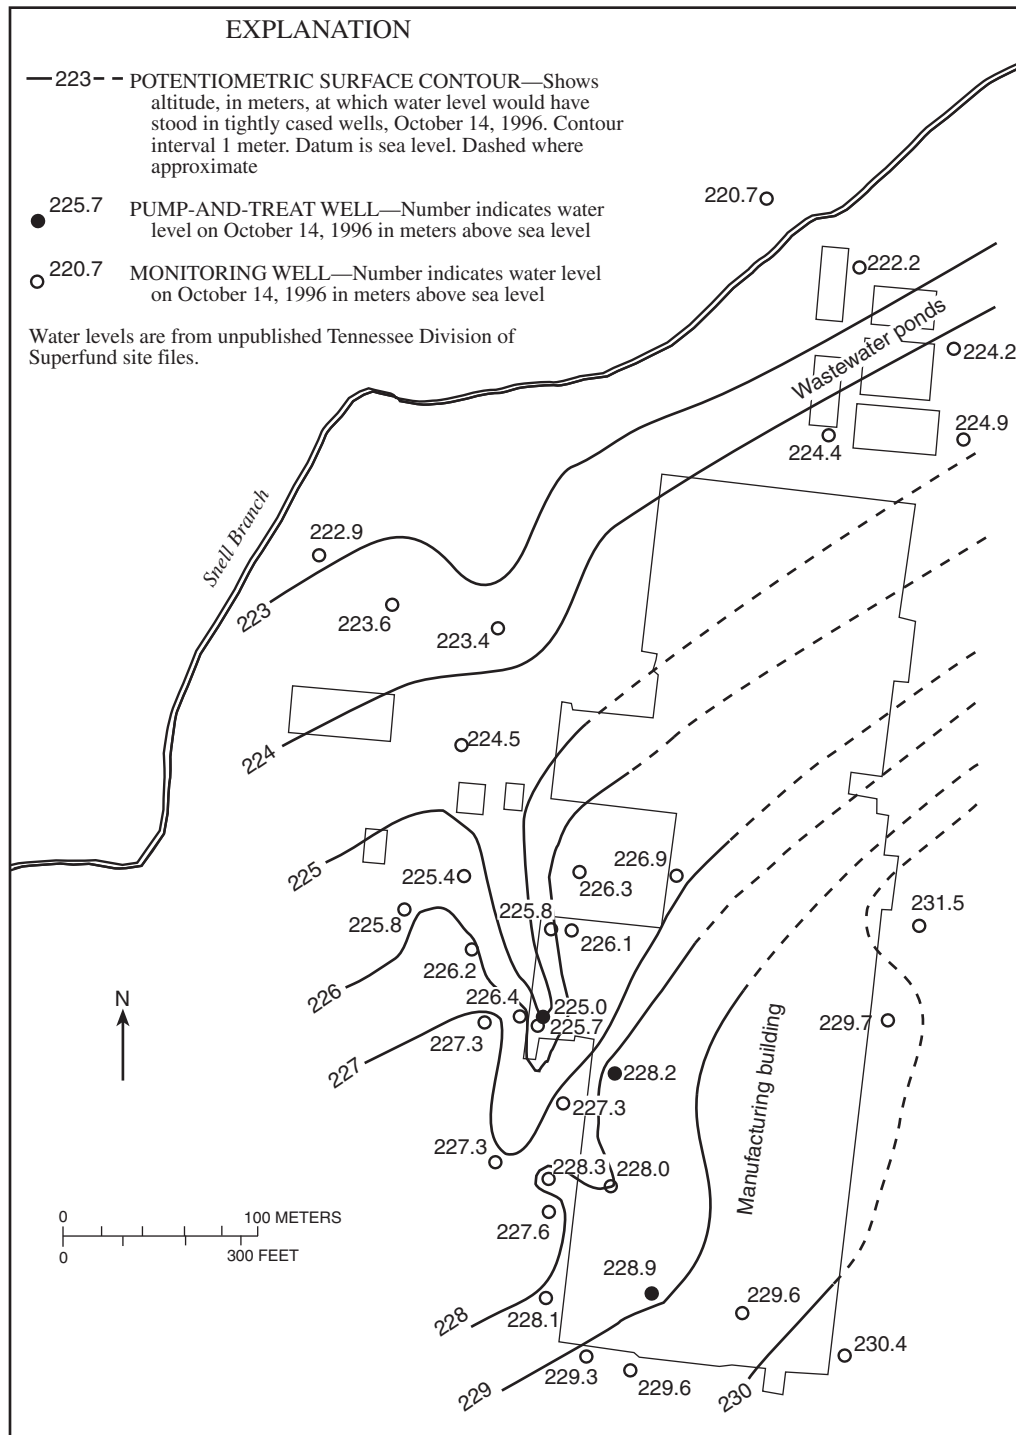 EXPLANATION
223
POTENTIOMETRIC SURFACE CONTOUR—Shows
altitude, in meters, at which water level would have
stood in tightly cased wells, October 14, 1996. Contour
interval 1 meter. Datum is sea level. Dashed where
approximate
225.7
PUMP-AND-TREAT WELL—Number indicates water
level on October 14, 1996 in meters above sea level
220.7
MONITORING WELL—Number indicates water level
on October 14, 1996 in meters above sea level
Water levels are from unpublished Tennessee Division of
Superfund site files.
220.7
222.2
Wastewater ponds
224.2
224.9
224.4
Snell Branch
222.9
223
223.6
223.4
224
224.5
225
225.4
226.9
226.3
225.8
225.8
226.1
231.5
226.2
226
226.4
225.0
225.7
N
227.3
229.7
227
228.2
Manufacturing building
227.3
227.3
228.3
228.0
227.6
0
100 METERS
0
300 FEET
228.9
229.6
228.1
228
230.4
229.3
229.6
229
230